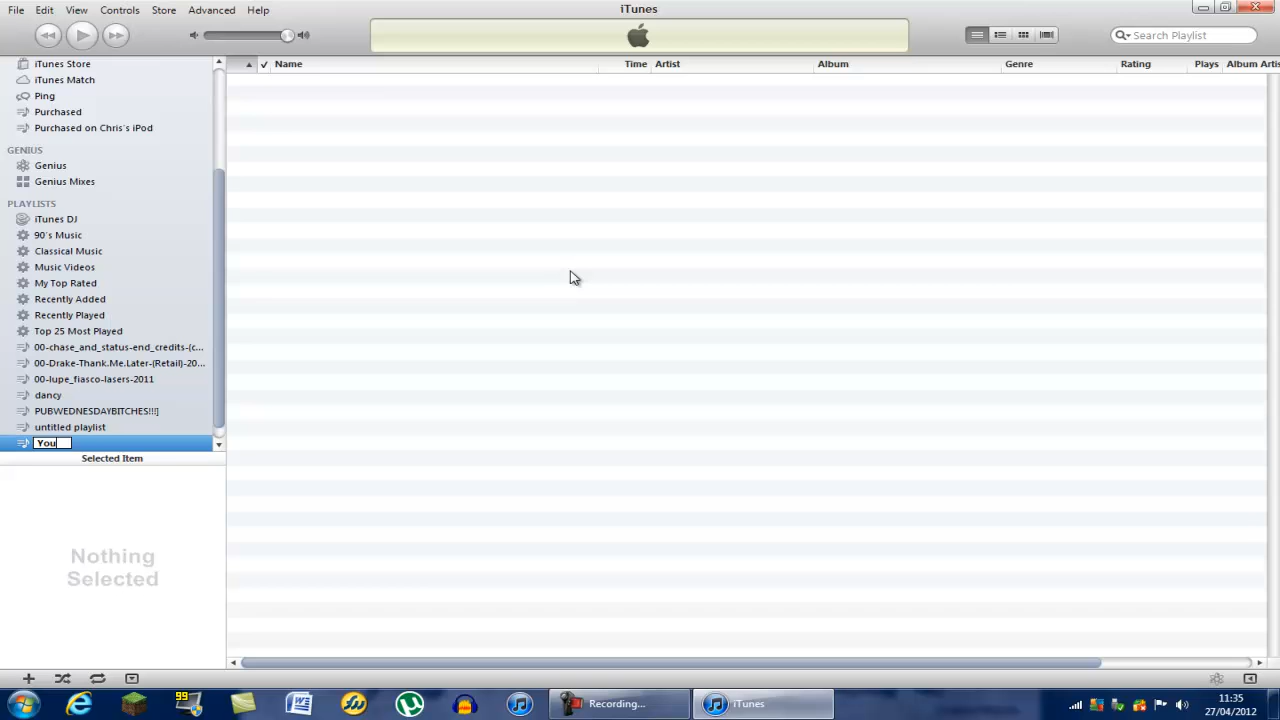 iTunes
File Edit View Controls Store Advanced Help
Search Playlist
iTunes Store
iTunes Match
Ping
Purchased
Purchased on Chris's iPod
GENIUS
Genius
Genius Mixes
PLAYLISTS
iTunes DJ
90's Music
Classical Music
Music Videos
My Top Rated
Recently Added
Recently Played
Top 25 Most Played
00-chase_and_status-end_credits-(c...
00-Drake-Thank.Me.Later-(Retail)-20...
00-lupe_fiasco-lasers-2011
dancy
PUBWEDNESDAYBITCHES!!!]
untitled playlist
You
Selected Item
Nothing
Selected
Name Time Artist Album Genre Rating Plays Album Artis
99
Recording...
iTunes
11:35
27/04/2012